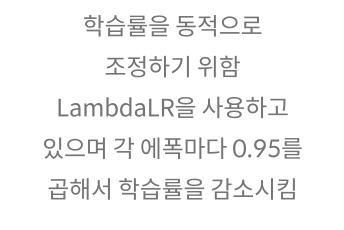 학습률을 동적으로
조정하기 위함
LambdaLR을 사용하고
있으며 각 에폭마다 0.95를
곱해서 학습률을 감소시킴